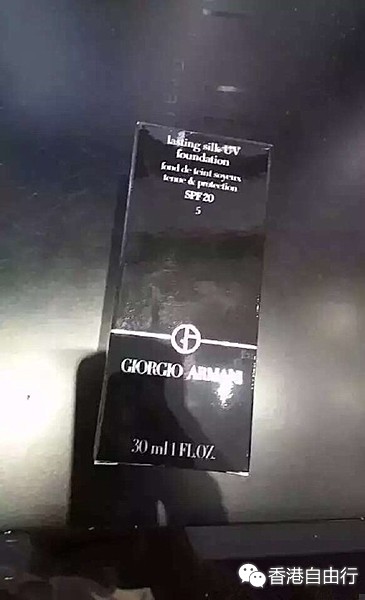 lasting silk UV
foundation
fond de teint soyeux
tenue & protection
SPF 20
5
GIORGIO ARMANI
30 ml 1 FL.OZ.
香港自由行